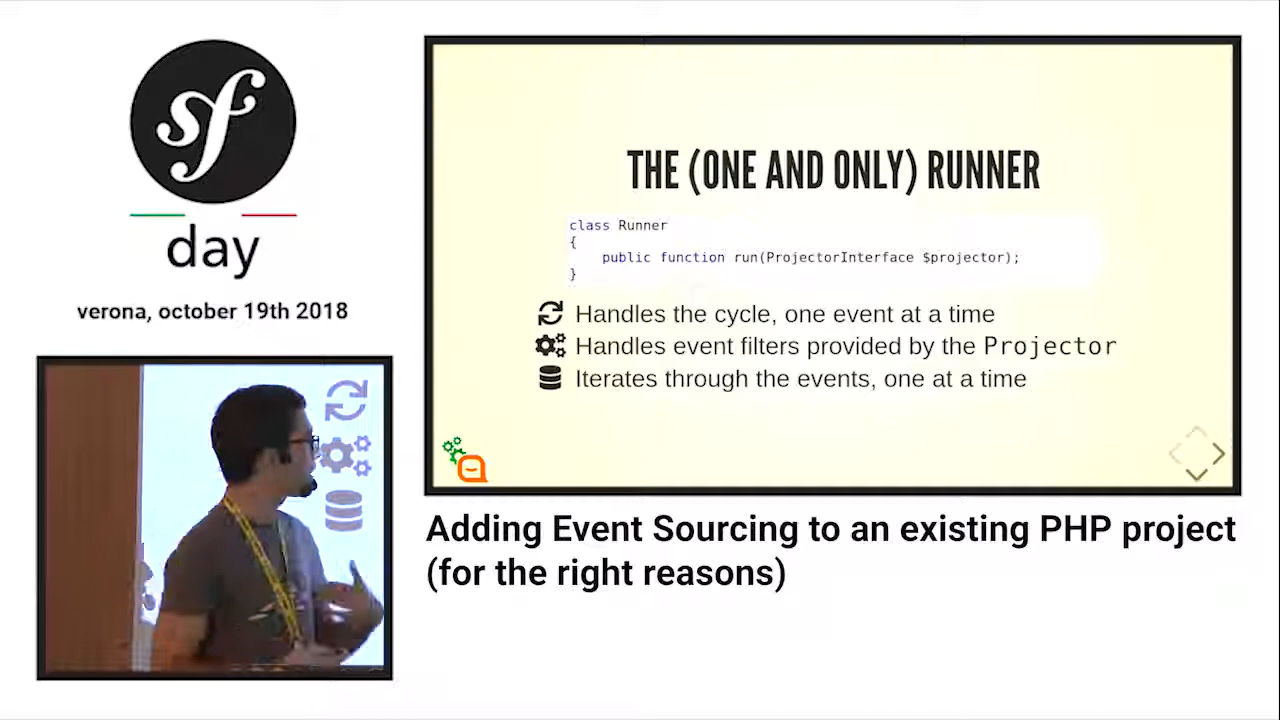 sf
day
verona, october 19th 2018
THE (ONE AND ONLY) RUNNER
class Runner
{
    public function run(ProjectorInterface $projector);
}
Handles the cycle, one event at a time
Handles event filters provided by the Projector
Iterates through the events, one at a time
Adding Event Sourcing to an existing PHP project
(for the right reasons)